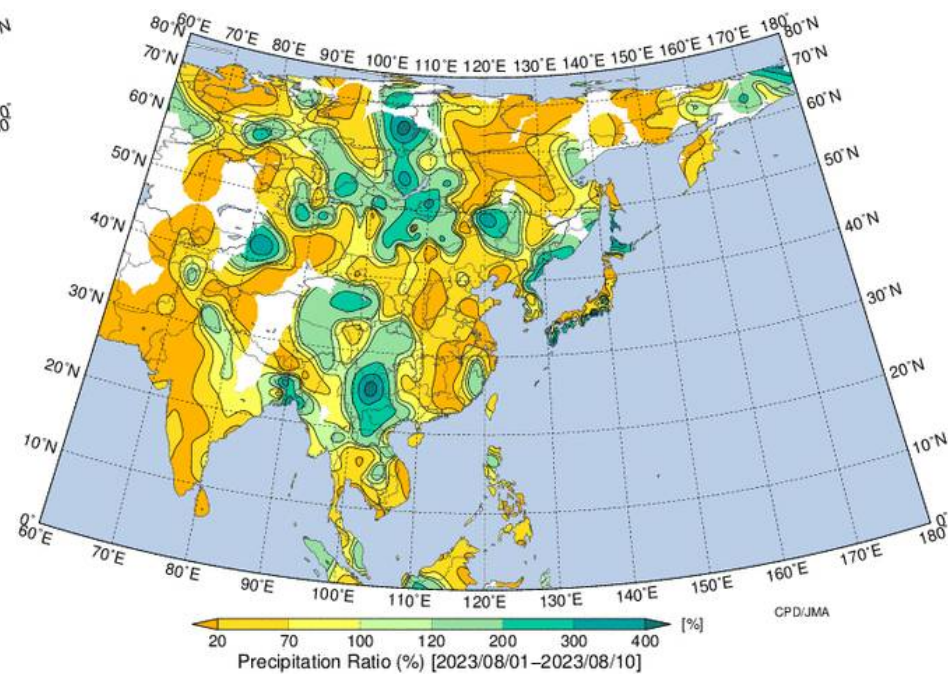 N
0°
0
60°E 70°E 80°E 90°E 100°E 110°E 120°E 130°E 140°E 150°E 160°E 170°E 180°
80°N 80°N
70°N 70°N
60°N 60°N
50°N 50°N
40°N 40°N
30°N 30°N
20°N 20°N
10°N 10°N
0° 0°
60°E 70°E 80°E 90°E 100°E 110°E 120°E 130°E 140°E 150°E 160°E 170°E 180°
CPD/JMA
[%]
20 70 100 120 200 300 400
Precipitation Ratio (%) [2023/08/01−2023/08/10]